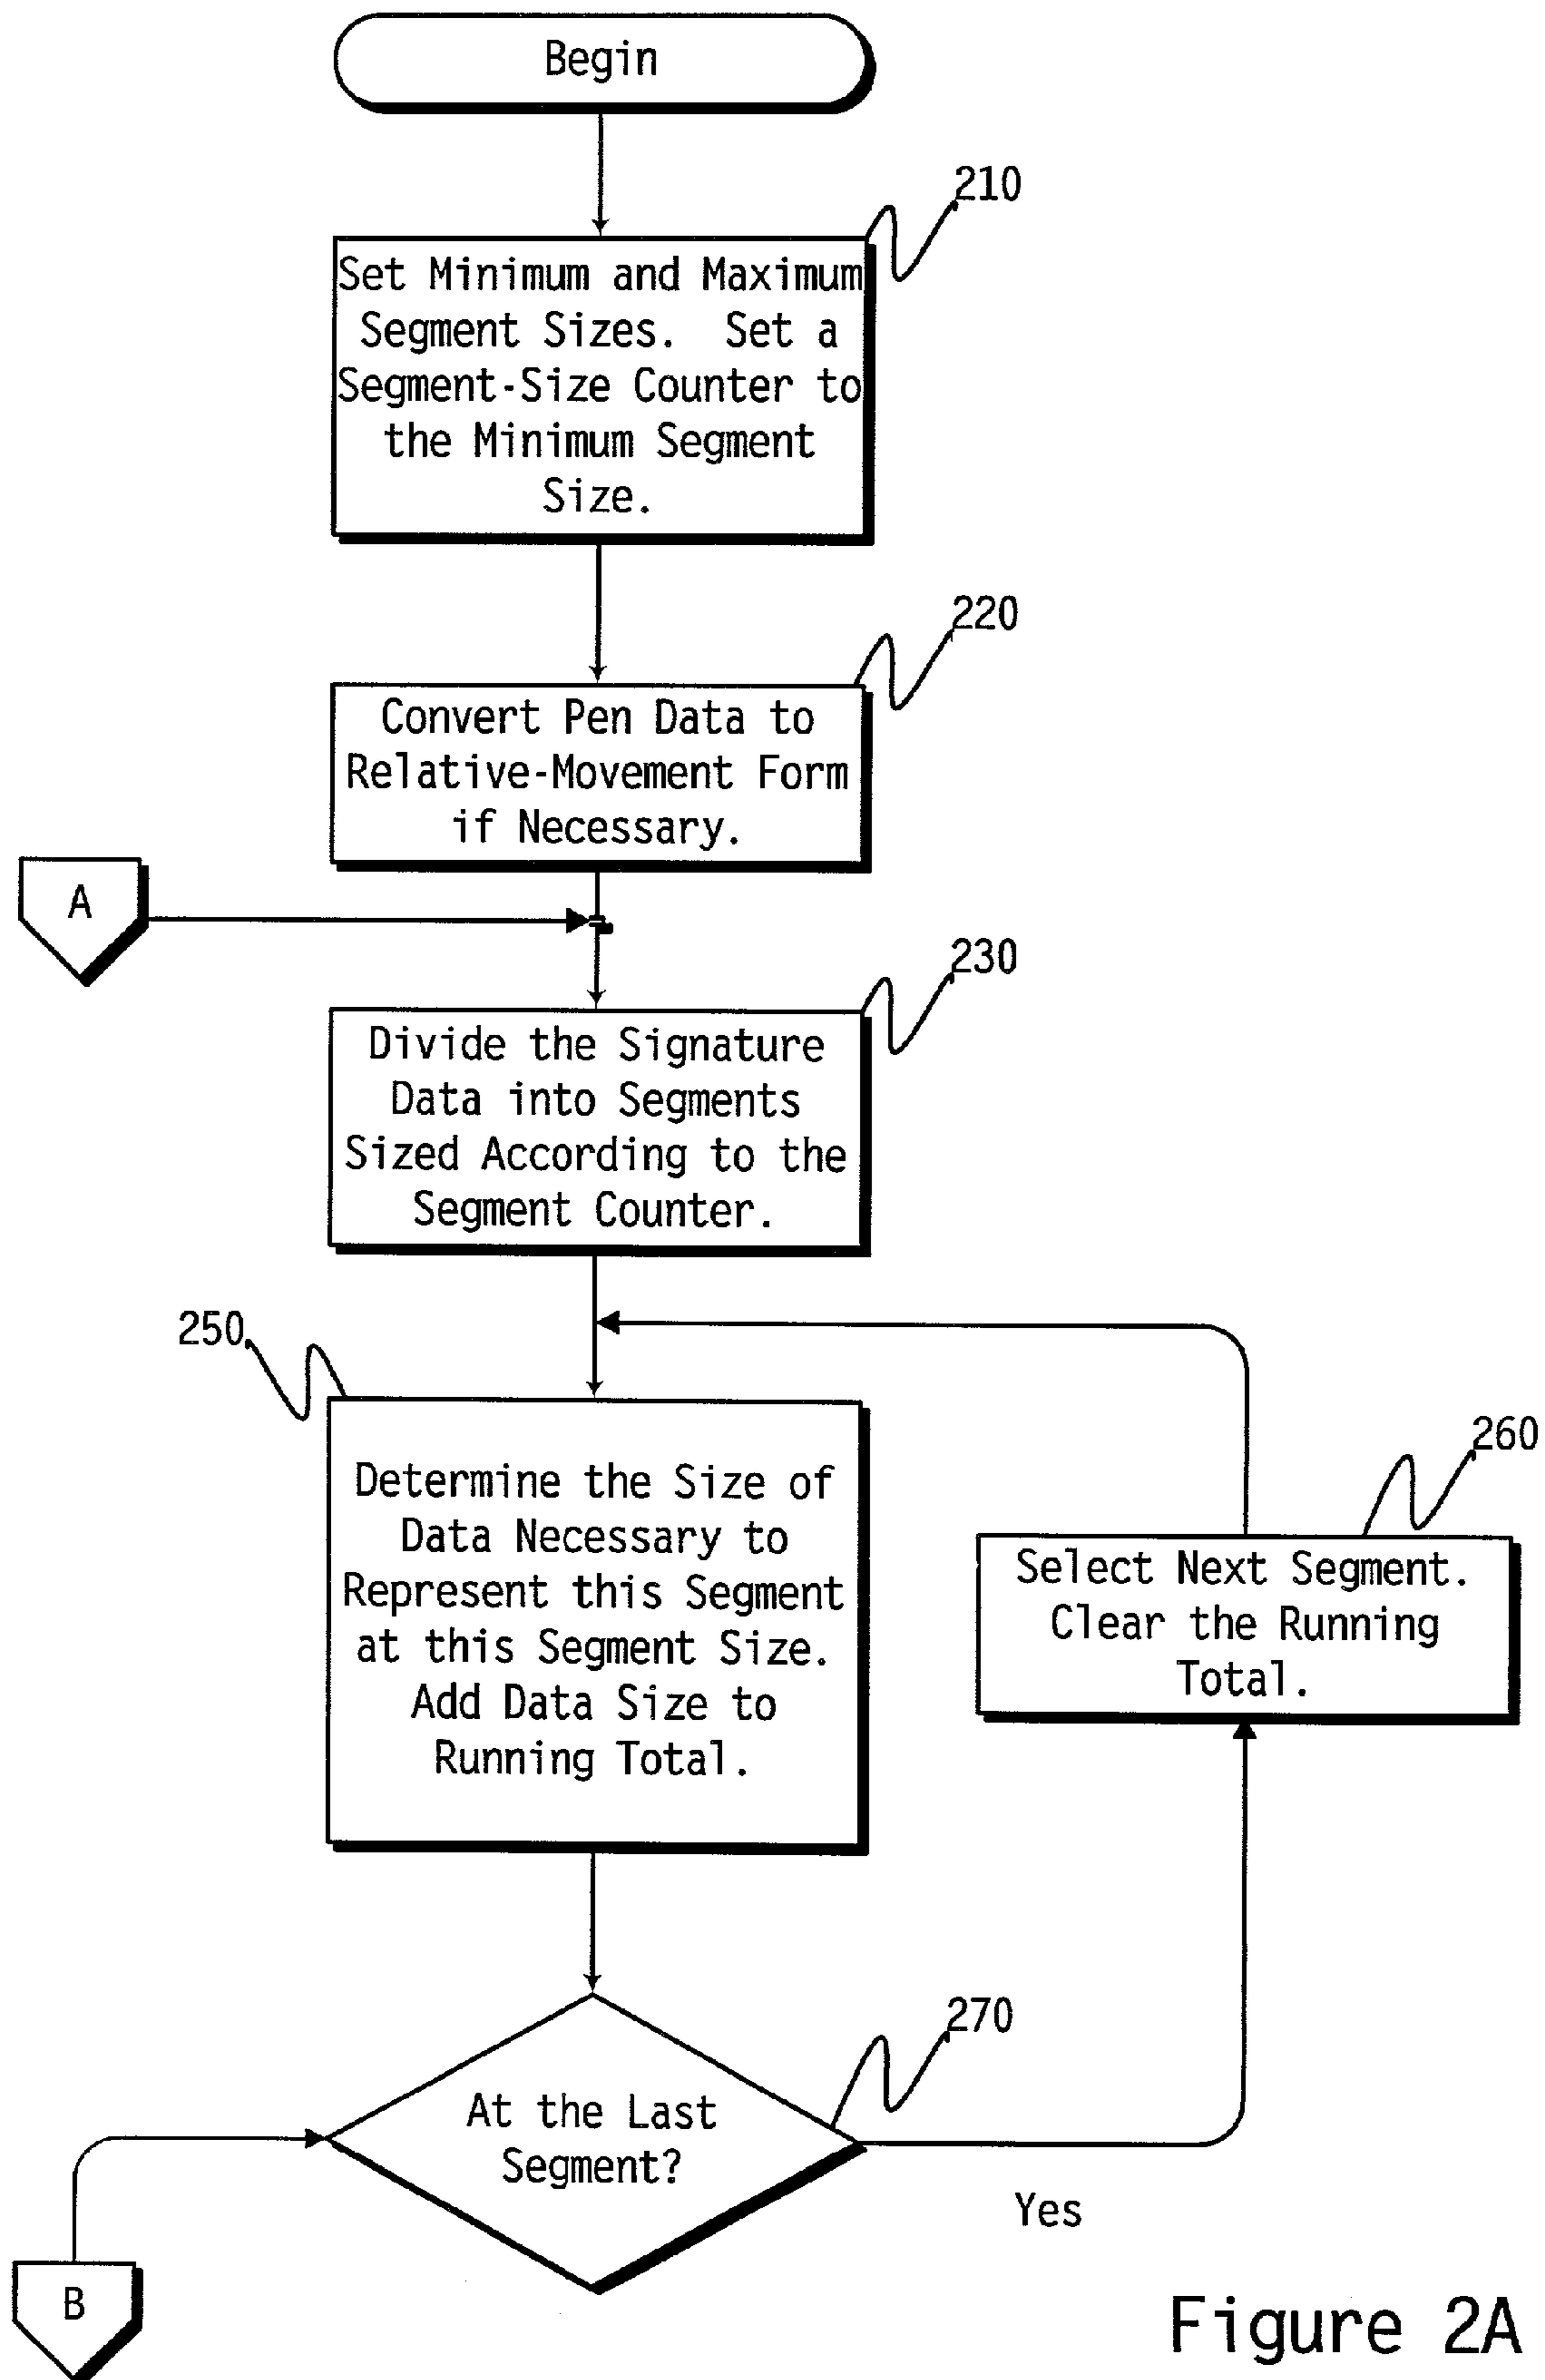 Begin
210
Set Minimum and Maximum
Segment Sizes. Set a
Segment-Size Counter to
the Minimum Segment
Size.
220
Convert Pen Data to
Relative-Movement Form
if Necessary.
A
230
Divide the Signature
Data into Segments
Sized According to the
Segment Counter.
250
Determine the Size of
Data Necessary to
Represent this Segment
at this Segment Size.
Add Data Size to
Running Total.
260
Select Next Segment.
Clear the Running
Total.
270
At the Last
Segment?
Yes
B
Figure 2A